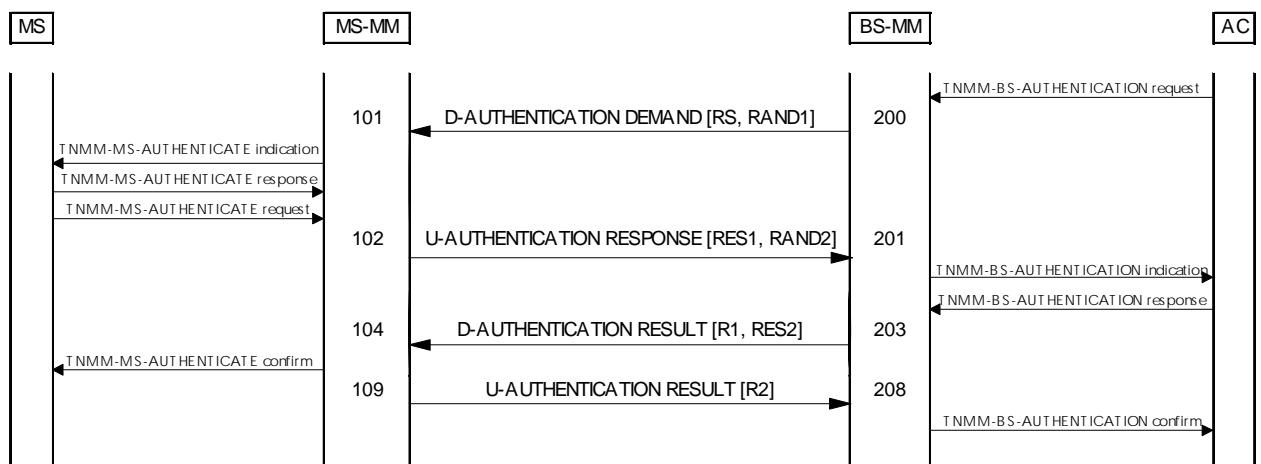 MS MS-MM BS-MM AC
TNMM-BS-AUTHENTICATION request
101 D-AUTHENTICATION DEMAND [RS, RAND1] 200
TNMM-MS-AUTHENTICATE indication
TNMM-MS-AUTHENTICATE response
TNMM-MS-AUTHENTICATE request
102 U-AUTHENTICATION RESPONSE [RES1, RAND2] 201
TNMM-BS-AUTHENTICATION indication
TNMM-BS-AUTHENTICATION response
104 D-AUTHENTICATION RESULT [R1, RES2] 203
TNMM-MS-AUTHENTICATE confirm
109 U-AUTHENTICATION RESULT [R2] 208
TNMM-BS-AUTHENTICATION confirm